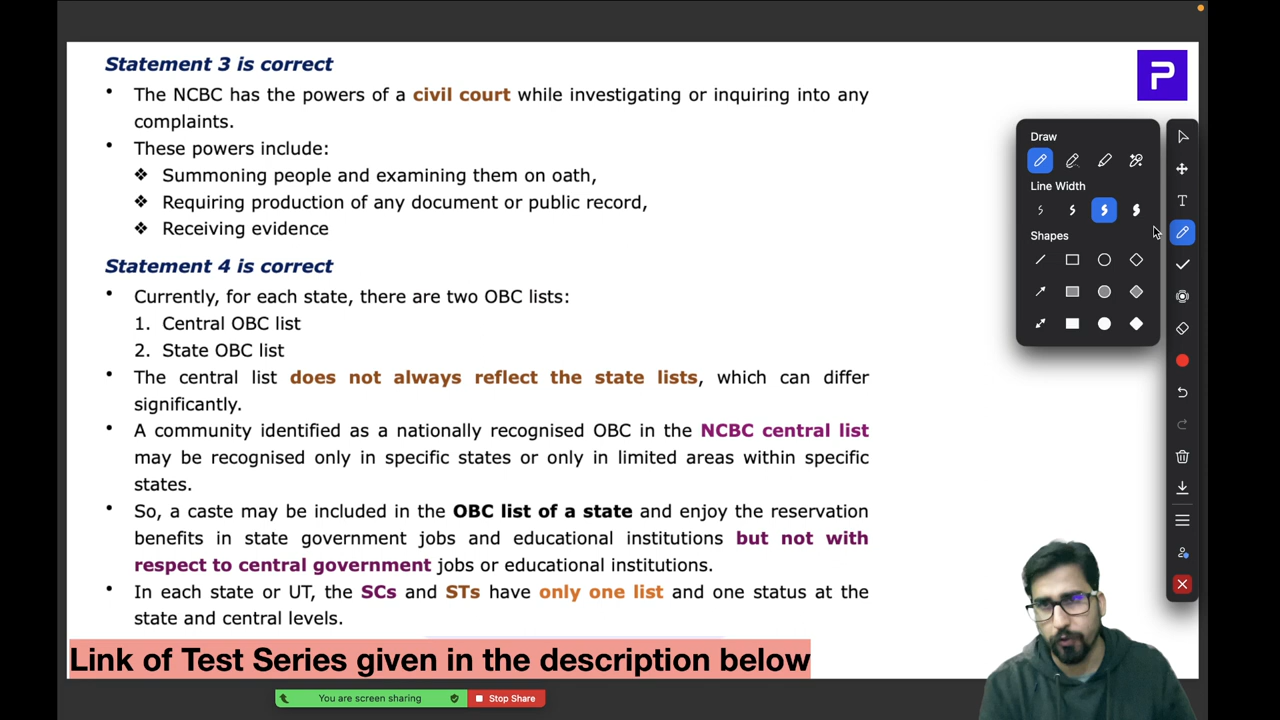 Statement 3 is correct
• The NCBC has the powers of a civil court while investigating or inquiring into any
complaints.
• These powers include:
❖ Summoning people and examining them on oath,
❖ Requiring production of any document or public record,
❖ Receiving evidence
Statement 4 is correct
• Currently, for each state, there are two OBC lists:
1. Central OBC list
2. State OBC list
• The central list does not always reflect the state lists, which can differ
significantly.
• A community identified as a nationally recognised OBC in the NCBC central list
may be recognised only in specific states or only in limited areas within specific
states.
• So, a caste may be included in the OBC list of a state and enjoy the reservation
benefits in state government jobs and educational institutions but not with
respect to central government jobs or educational institutions.
• In each state or UT, the SCs and STs have only one list and one status at the
state and central levels.
Link of Test Series given in the description below
You are screen sharing
Stop Share
P
Draw
Line Width
Shapes
T